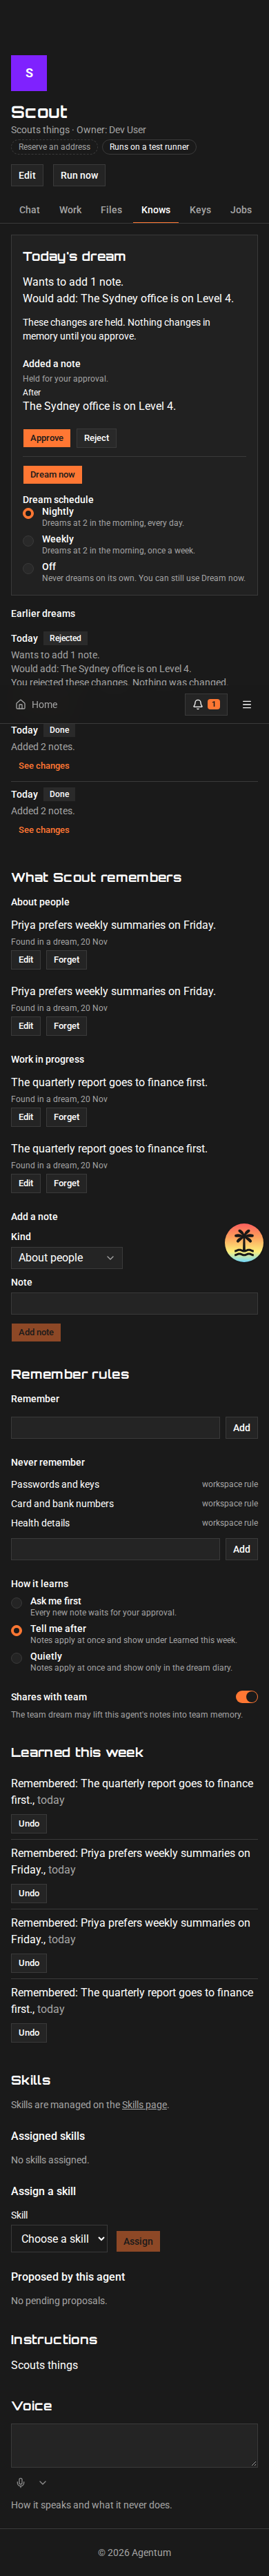 S
Scout
Scouts things · Owner: Dev User
Reserve an address
Runs on a test runner
Edit
Run now
Chat
Work
Files
Knows
Keys
Jobs
Today's dream
Wants to add 1 note.
Would add: The Sydney office is on Level 4.
These changes are held. Nothing changes in
memory until you approve.
Added a note
Held for your approval.
After
The Sydney office is on Level 4.
Approve
Reject
Dream now
Dream schedule
Nightly
Dreams at 2 in the morning, every day.
Weekly
Dreams at 2 in the morning, once a week.
Off
Never dreams on its own. You can still use Dream now.
Earlier dreams
Today
Rejected
Wants to add 1 note.
Would add: The Sydney office is on Level 4.
You rejected these changes. Nothing was changed.
Home
1
Today
Done
Added 2 notes.
See changes
Today
Done
Added 2 notes.
See changes
What Scout remembers
About people
Priya prefers weekly summaries on Friday.
Found in a dream, 20 Nov
Edit
Forget
Priya prefers weekly summaries on Friday.
Found in a dream, 20 Nov
Edit
Forget
Work in progress
The quarterly report goes to finance first.
Found in a dream, 20 Nov
Edit
Forget
The quarterly report goes to finance first.
Found in a dream, 20 Nov
Edit
Forget
Add a note
Kind
About people
Note
Add note
Remember rules
Remember
Add
Never remember
Passwords and keys
workspace rule
Card and bank numbers
workspace rule
Health details
workspace rule
Add
How it learns
Ask me first
Every new note waits for your approval.
Tell me after
Notes apply at once and show under Learned this week.
Quietly
Notes apply at once and show only in the dream diary.
Shares with team
The team dream may lift this agent's notes into team memory.
Learned this week
Remembered: The quarterly report goes to finance
first., today
Undo
Remembered: Priya prefers weekly summaries on
Friday., today
Undo
Remembered: Priya prefers weekly summaries on
Friday., today
Undo
Remembered: The quarterly report goes to finance
first., today
Undo
Skills
Skills are managed on the Skills page.
Assigned skills
No skills assigned.
Assign a skill
Skill
Choose a skill
Assign
Proposed by this agent
No pending proposals.
Instructions
Scouts things
Voice
How it speaks and what it never does.
© 2026 Agentum